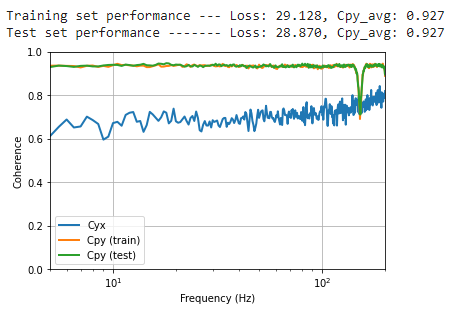 Training set performance --- Loss: 29.128, Cpy_avg: 0.927
Test set performance ------- Loss: 28.870, Cpy_avg: 0.927
1.0
0.8
0.6
0.4
0.2
0.0
Coherence
Cyx
Cpy (train)
Cpy (test)
10¹ 10²
Frequency (Hz)